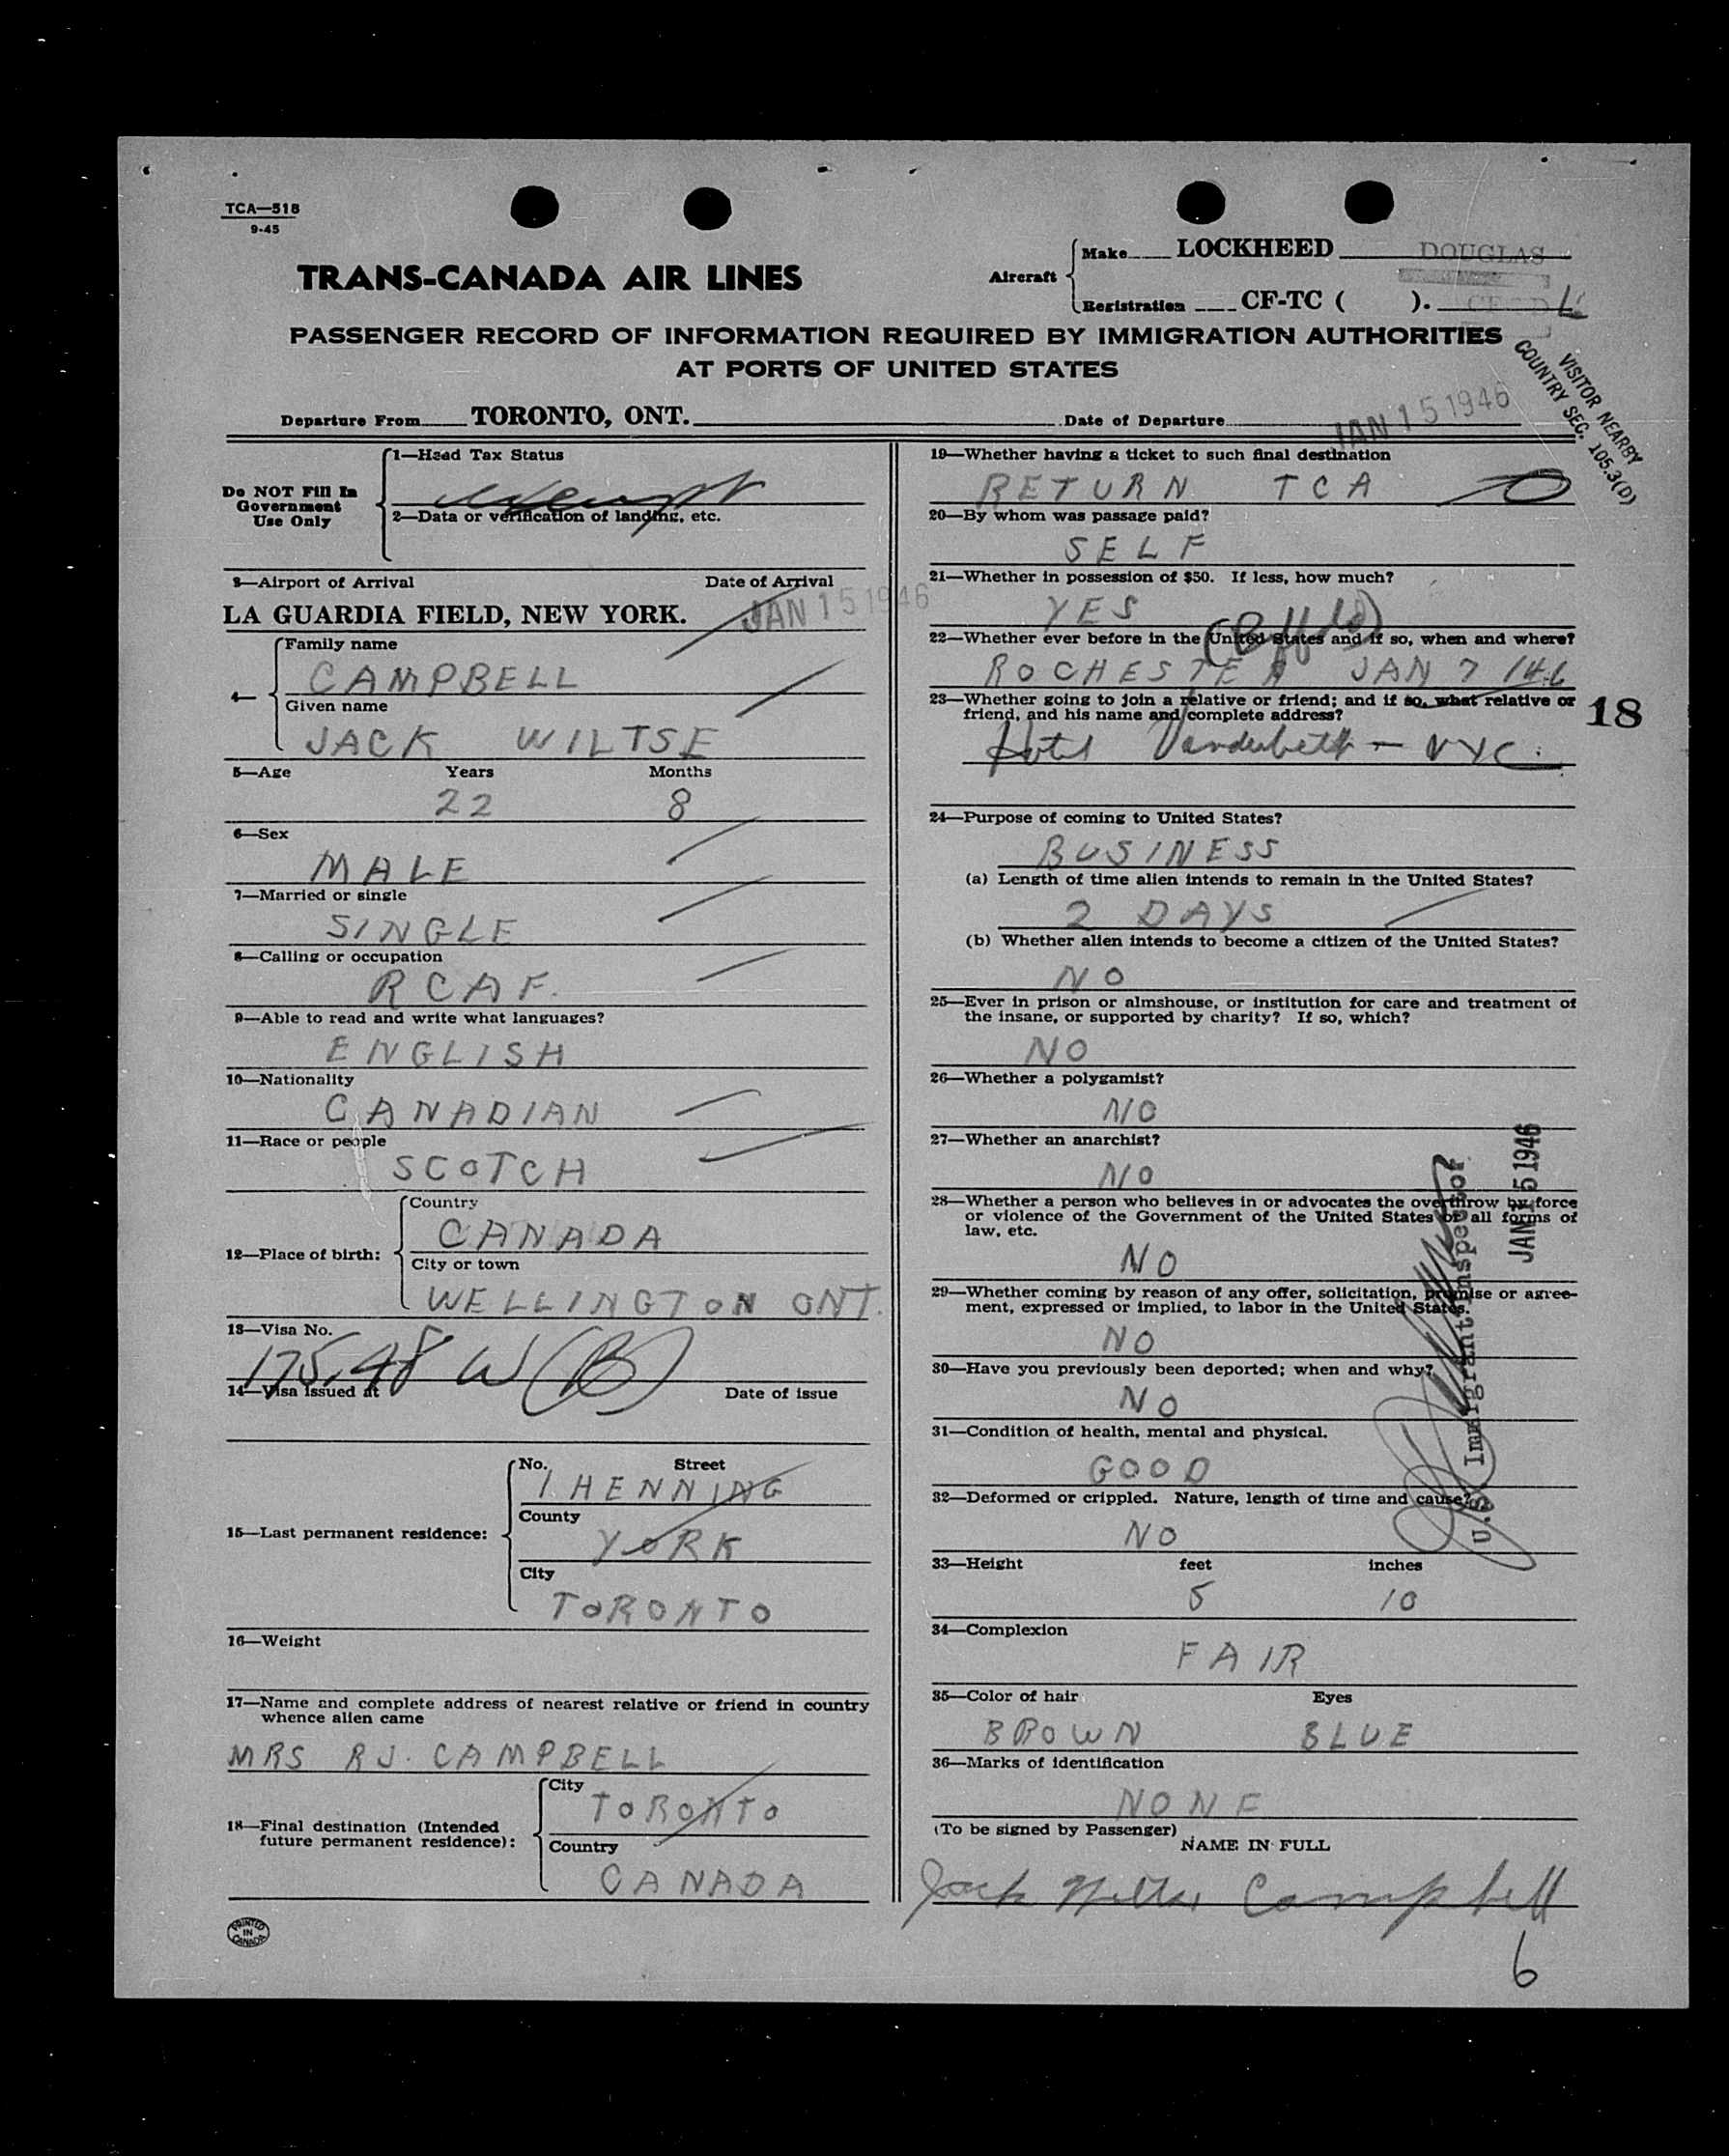 TCA—518
9-45
TRANS-CANADA AIR LINES
Aircraft
Make LOCKHEED DOUGLAS
Registration CF-TC ( ).
PASSENGER RECORD OF INFORMATION REQUIRED BY IMMIGRATION AUTHORITIES
AT PORTS OF UNITED STATES
VISITOR NEARBY
COUNTRY SEC. 105.3(D)
Departure From TORONTO, ONT. Date of Departure JAN 15 1946
Do NOT Fill In
Government
Use Only
1—Head Tax Status
2—Data or verification of landing, etc.
3—Airport of Arrival Date of Arrival
LA GUARDIA FIELD, NEW YORK. JAN 15 1946
4—
Family name
CAMPBELL
Given name
JACK WILTSE
5—Age Years Months
22 8
6—Sex
MALE
7—Married or single
SINGLE
8—Calling or occupation
RCAF.
9—Able to read and write what languages?
ENGLISH
10—Nationality
CANADIAN
11—Race or people
SCOTCH
12—Place of birth:
Country
CANADA
City or town
WELLINGTON ONT.
13—Visa No.
175.48 W (B)
14—Visa issued at Date of issue
15—Last permanent residence:
No. Street
1 HENNING
County
YORK
City
TORONTO
16—Weight
17—Name and complete address of nearest relative or friend in country
whence alien came
MRS RJ. CAMPBELL
18—Final destination (Intended
future permanent residence):
City
TORONTO
Country
CANADA
PRINTED
IN
CANADA
19—Whether having a ticket to such final destination
RETURN TCA
20—By whom was passage paid?
SELF
21—Whether in possession of $50. If less, how much?
YES
22—Whether ever before in the United States and if so, when and where?
ROCHESTER JAN 7/46
23—Whether going to join a relative or friend; and if so, what relative or
friend, and his name and complete address?
18
Hotel Vanderbilt — NYC.
24—Purpose of coming to United States?
BUSINESS
(a) Length of time alien intends to remain in the United States?
2 DAYS
(b) Whether alien intends to become a citizen of the United States?
NO
25—Ever in prison or almshouse, or institution for care and treatment of
the insane, or supported by charity? If so, which?
NO
26—Whether a polygamist?
NO
27—Whether an anarchist?
NO
28—Whether a person who believes in or advocates the overthrow by force
or violence of the Government of the United States or all forms of
law, etc.
NO
29—Whether coming by reason of any offer, solicitation, promise or agree-
ment, expressed or implied, to labor in the United States.
NO
30—Have you previously been deported; when and why?
NO
31—Condition of health, mental and physical.
GOOD
32—Deformed or crippled. Nature, length of time and cause?
NO
U.S. Immigrant Inspector
JAN 15 1946
33—Height feet inches
5 10
34—Complexion
FAIR
35—Color of hair Eyes
BROWN BLUE
36—Marks of identification
NONE
(To be signed by Passenger)
NAME IN FULL
Jack Wiltse Campbell
6